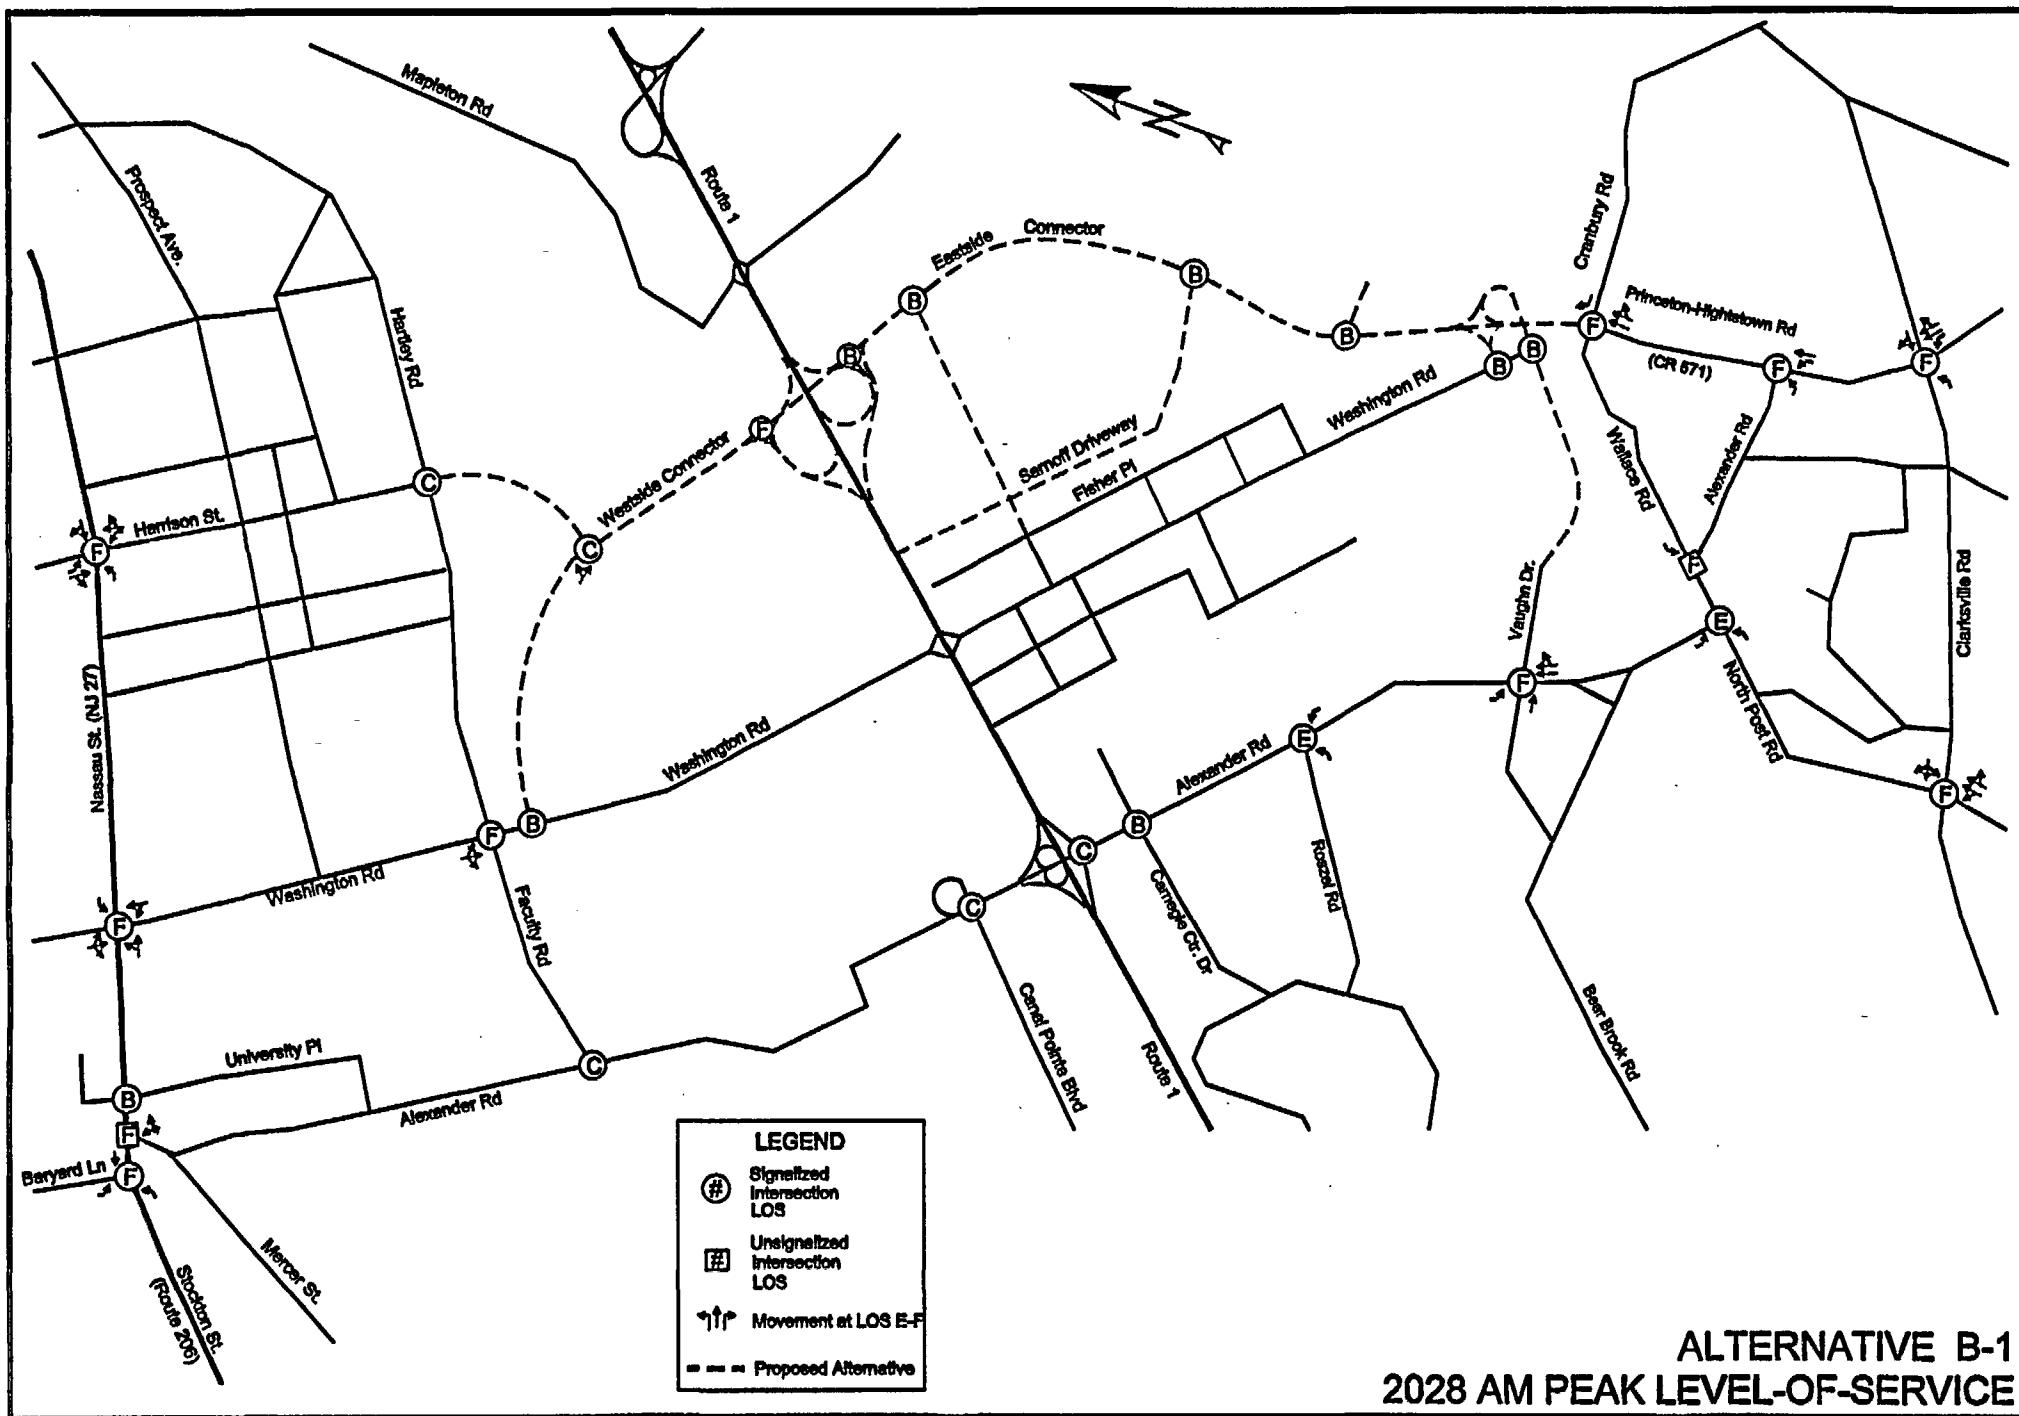 Mapleton Rd
Prospect Ave.
Route 1
N
Cranbury Rd
Eastside
Connector
B
B
B
B
B
B
F
Princeton-Hightstown Rd
(CR 571)
F
F
Hartley Rd
Washington Rd
Westside Connector
F
Sarnoff Driveway
Fisher Pl
Wallace Rd
Alexander Rd
C
Harrison St.
F
C
F
Vaughn Dr.
E
Clarksville Rd
F
North Post Rd
Nassau St. (NJ 27)
Washington Rd
E
Alexander Rd
F
F
B
B
C
Roszel Rd
Washington Rd
F
Faculty Rd
C
Carnegie Ctr. Dr
Canal Pointe Blvd
Route 1
Bear Brook Rd
University Pl
C
B
Alexander Rd
F
Baryard Ln
F
Mercer St.
Stockton St.
(Route 206)
LEGEND
# Signalized
Intersection
LOS
# Unsignalized
Intersection
LOS
Movement at LOS E-F
Proposed Alternative
ALTERNATIVE B-1
2028 AM PEAK LEVEL-OF-SERVICE